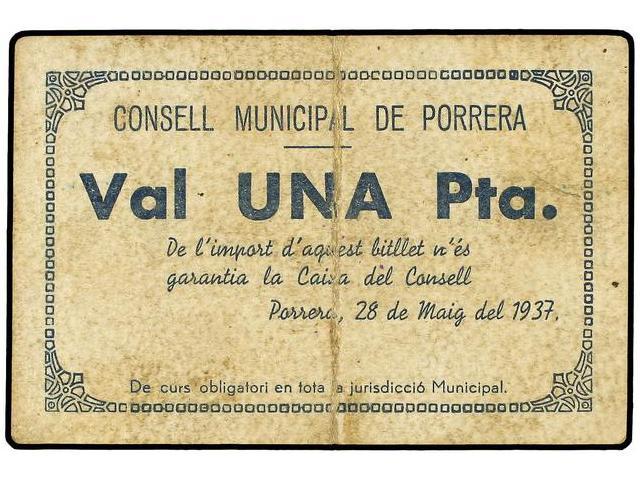 CONSELL MUNICIPAL DE PORRERA
Val UNA Pta.
De l'import d'aquest bitllet n'és
garantia la Caixa del Consell
Porrera, 28 de Maig del 1937.
De curs obligatori en tota la jurisdicció Municipal.